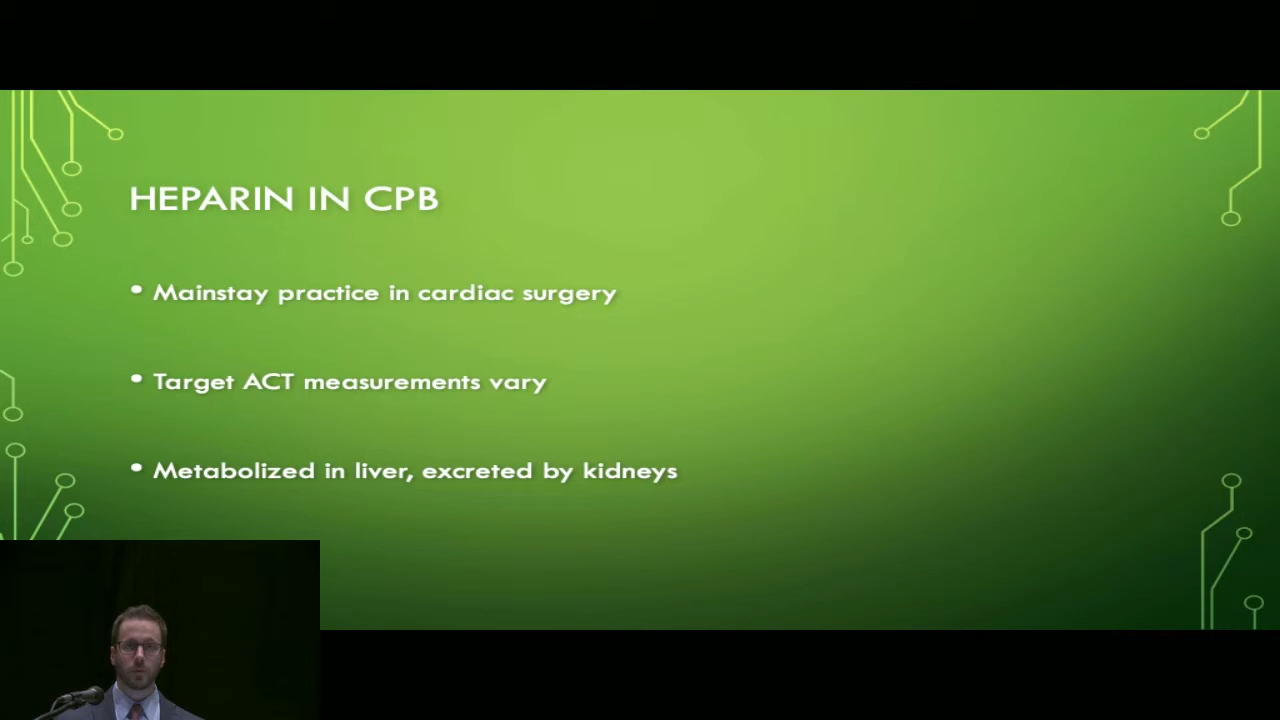 HEPARIN IN CPB
• Mainstay practice in cardiac surgery
• Target ACT measurements vary
• Metabolized in liver, excreted by kidneys